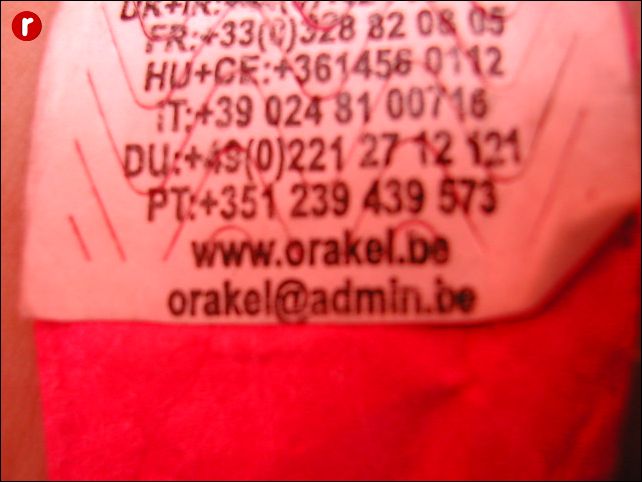 r
FR:+33(0)328 82 08 05
HU+CE:+361456 0112
IT:+39 024 81 00716
DU:+49(0)221 27 12 121
PT:+351 239 439 573
www.orakel.be
orakel@admin.be